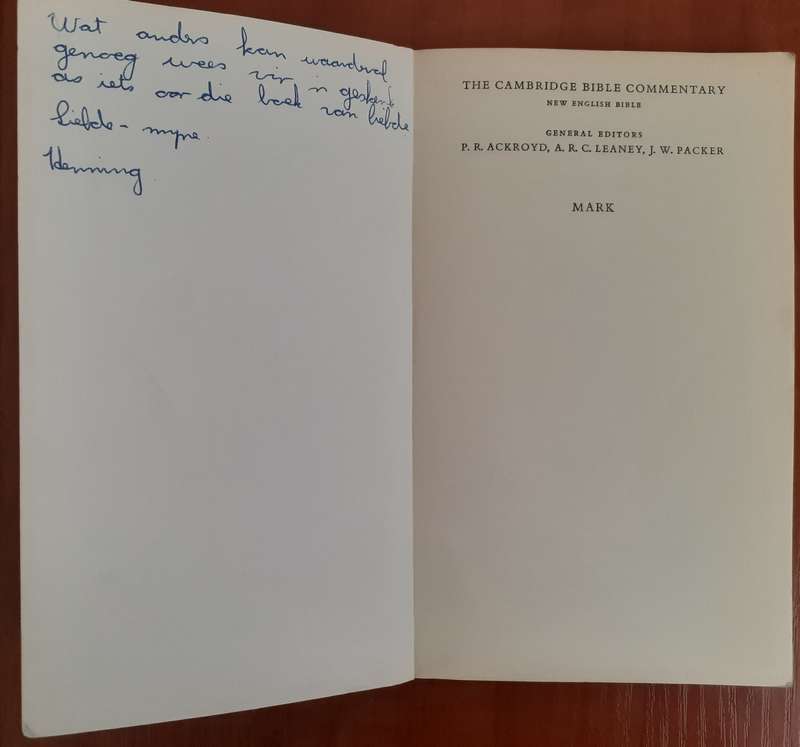 Wat anders kan waardevol
genoeg wees vir 'n geskenk
as iets oor die boek van liefde
Liefde - myne.
Henning
THE CAMBRIDGE BIBLE COMMENTARY
NEW ENGLISH BIBLE
GENERAL EDITORS
P. R. ACKROYD, A. R. C. LEANEY, J. W. PACKER
MARK